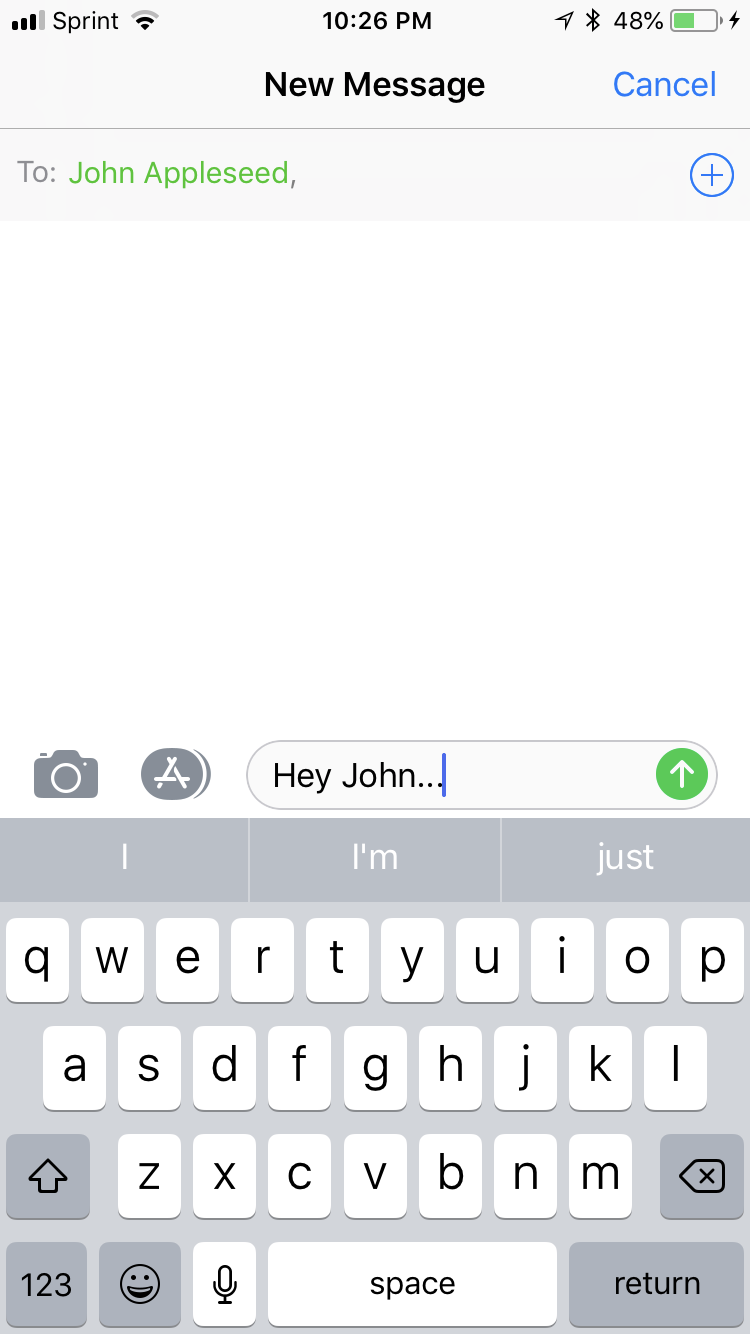 Sprint 10:26 PM 48%
New Message Cancel
To: John Appleseed,
Hey John...
I I'm just
q w e r t y u i o p
a s d f g h j k l
z x c v b n m
123 space return